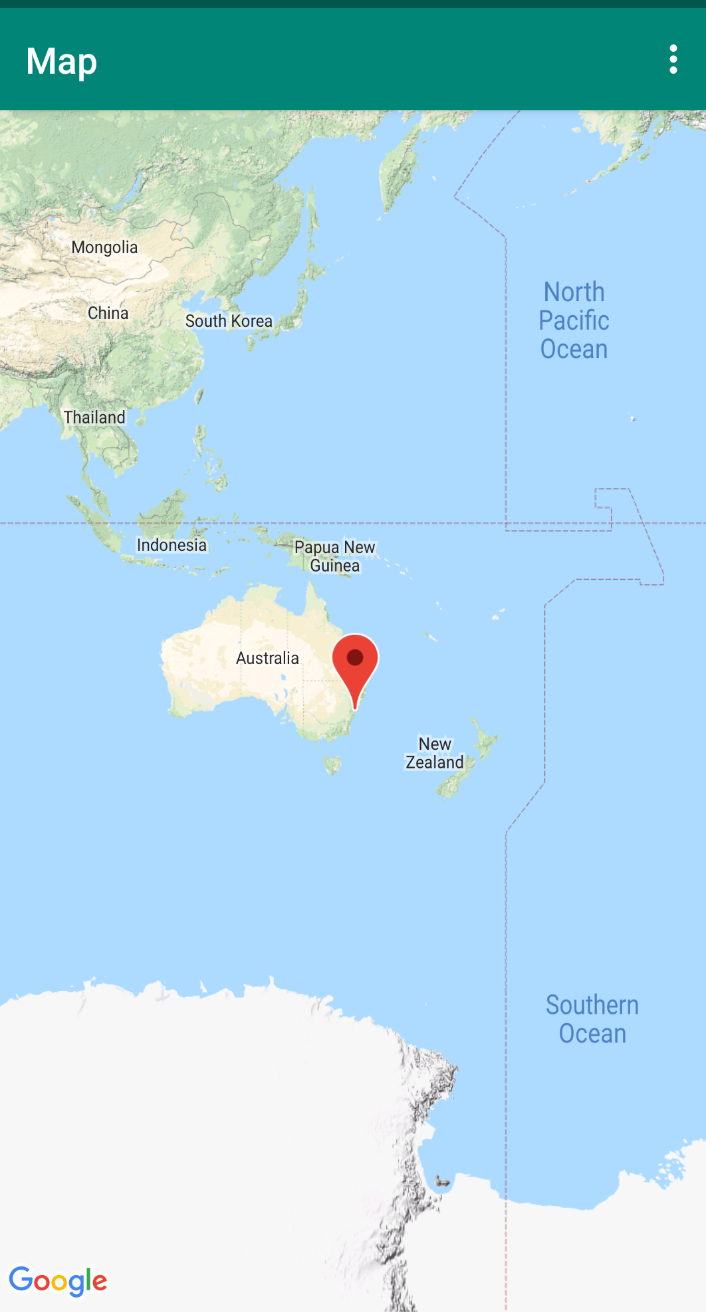 Map
Mongolia
China
South Korea
North
Pacific
Ocean
Thailand
Indonesia
Papua New
Guinea
Australia
New
Zealand
Southern
Ocean
Google